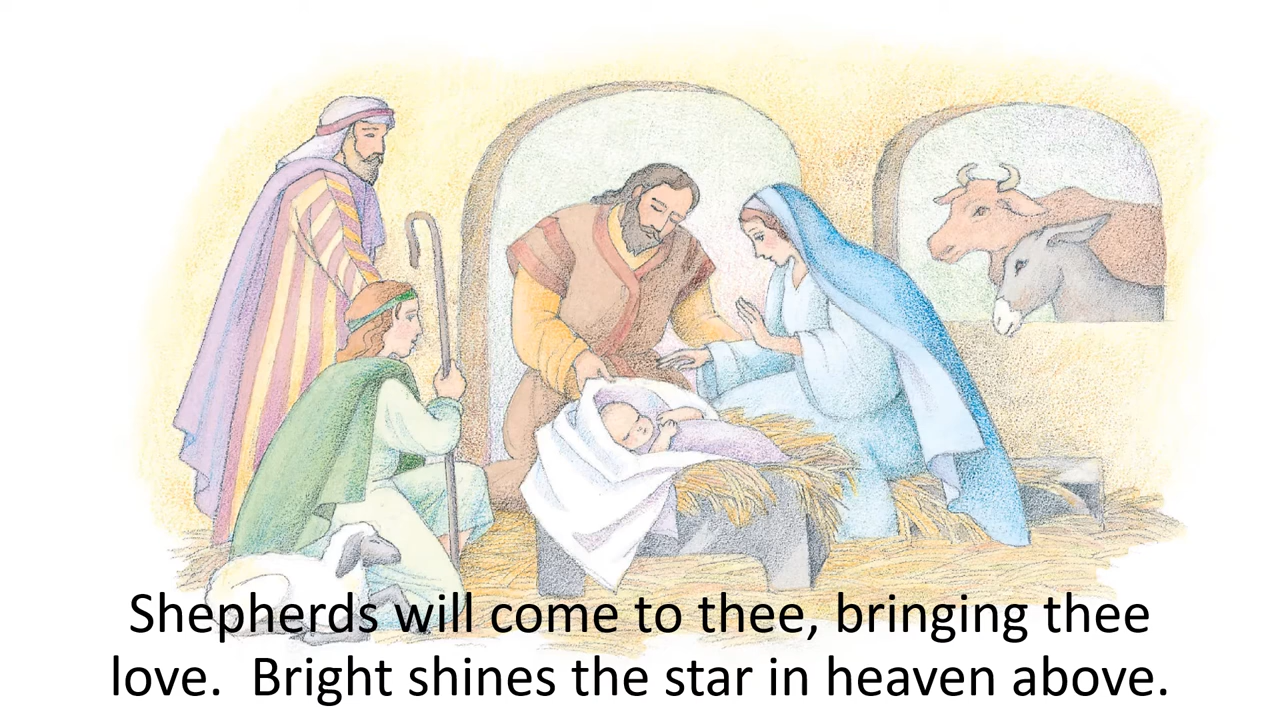 Shepherds will come to thee, bringing thee
love.  Bright shines the star in heaven above.